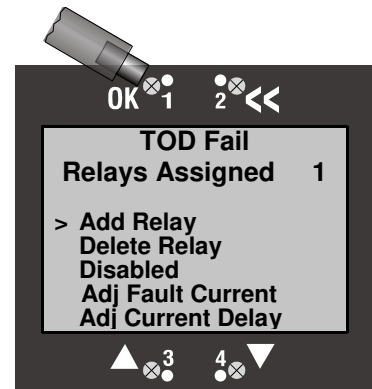 OK 1 2 <<
TOD Fail
Relays Assigned 1
> Add Relay
Delete Relay
Disabled
Adj Fault Current
Adj Current Delay
3 4